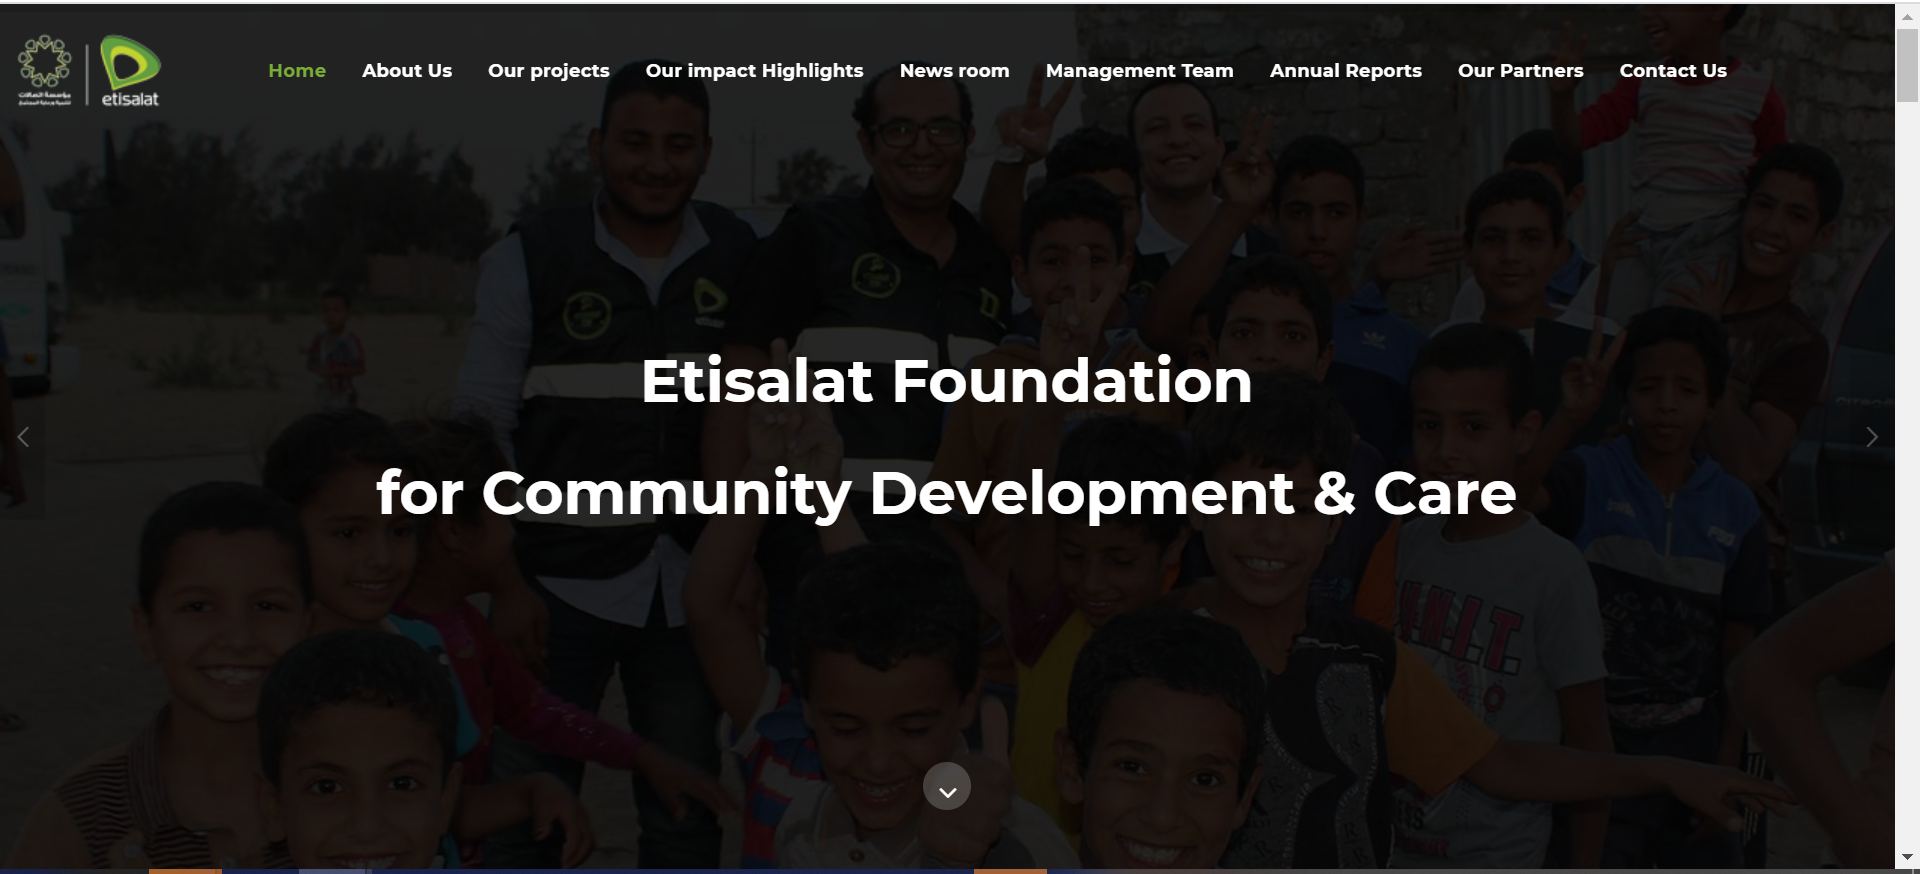 etisalat
Home About Us Our projects Our impact Highlights News room Management Team Annual Reports Our Partners Contact Us
Etisalat Foundation
for Community Development & Care